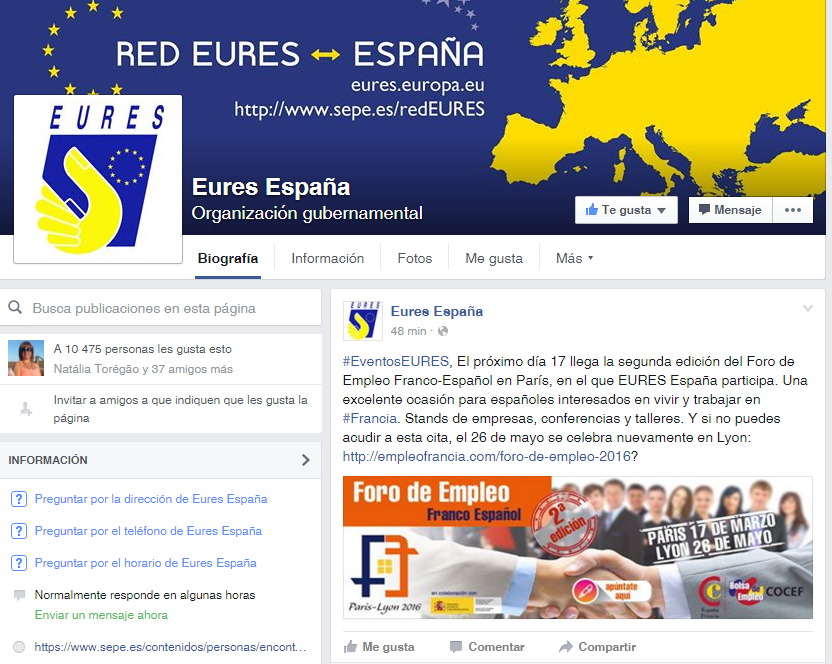 RED EURES ↔ ESPAÑA
eures.europa.eu
http://www.sepe.es/redEURES
EURES
Eures España
Organización gubernamental
Te gusta
Mensaje
Biografía
Información
Fotos
Me gusta
Más
Busca publicaciones en esta página
A 10 475 personas les gusta esto
Natália Torégão y 37 amigos más
Invitar a amigos a que indiquen que les gusta la
página
INFORMACIÓN
? Preguntar por la dirección de Eures España
? Preguntar por el teléfono de Eures España
? Preguntar por el horario de Eures España
Normalmente responde en algunas horas
Enviar un mensaje ahora
https://www.sepe.es/contenidos/personas/encont...
EURES
Eures España
48 min ·
#EventosEURES, El próximo día 17 llega la segunda edición del Foro de
Empleo Franco-Español en París, en el que EURES España participa. Una
excelente ocasión para españoles interesados en vivir y trabajar en
#Francia. Stands de empresas, conferencias y talleres. Y si no puedes
acudir a esta cita, el 26 de mayo se celebra nuevamente en Lyon:
http://empleofrancia.com/foro-de-empleo-2016?
Foro de Empleo
Franco Español
2ª
edición
PARIS 17 DE MARZO
LYON 26 DE MAYO
Paris-Lyon 2016
en colaboración con
apúntate
aquí
España
Francia
Bolsa
Empleo
COCEF
Me gusta
Comentar
Compartir